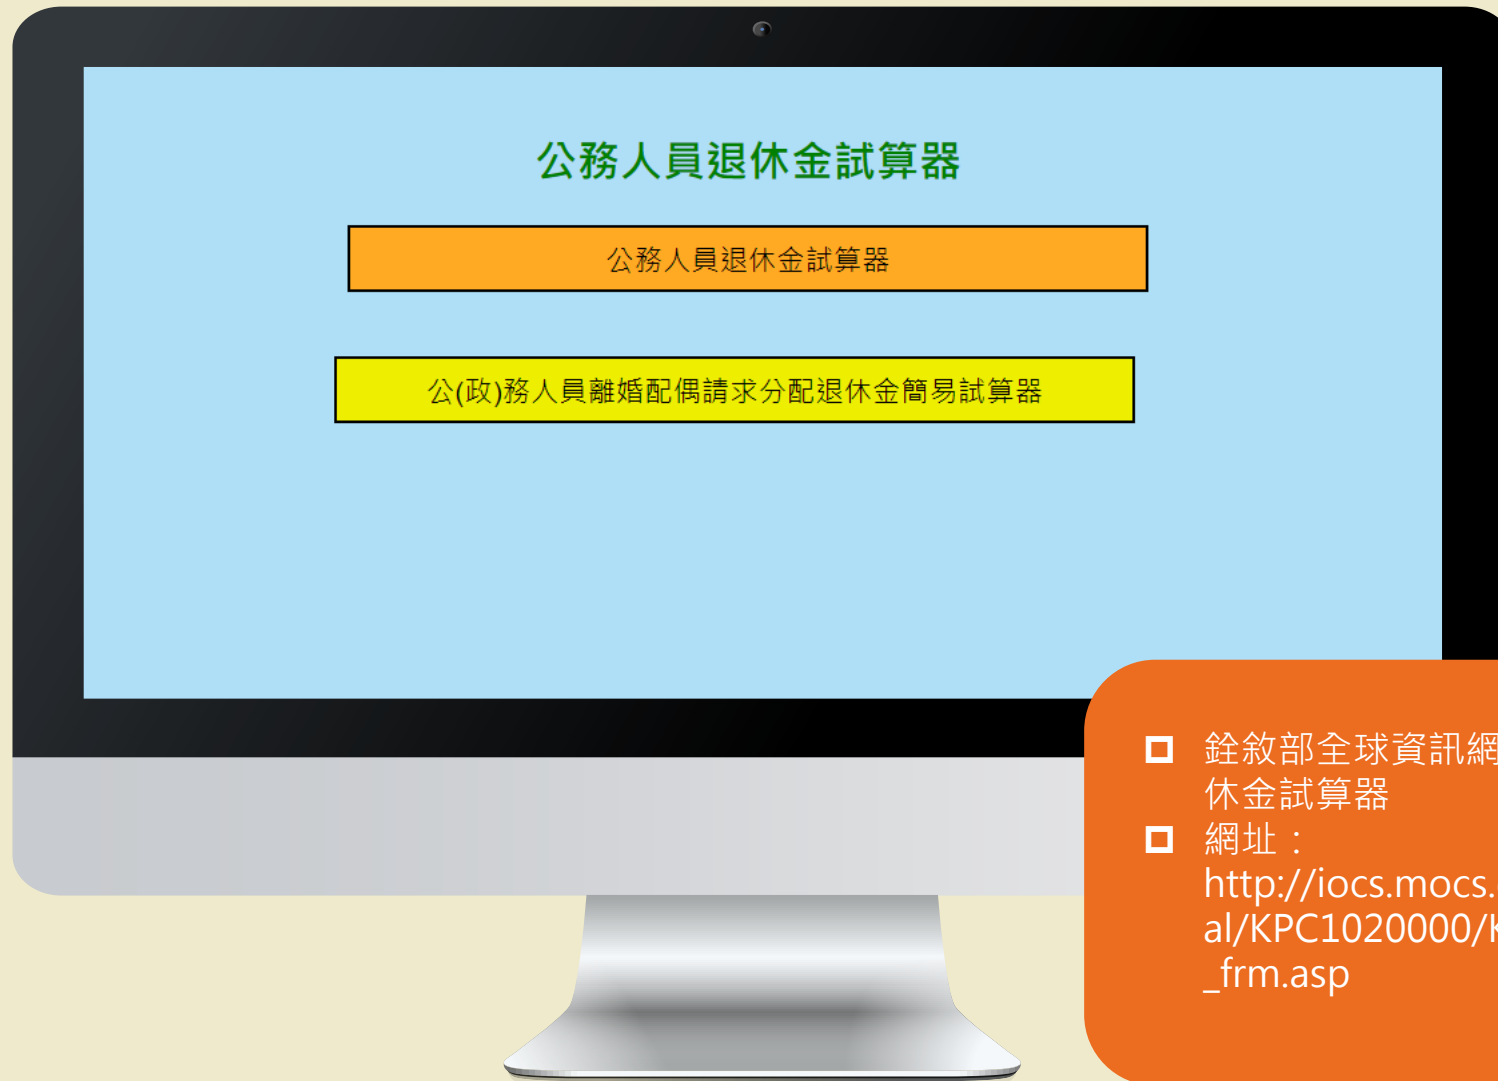 公務人員退休金試算器
公務人員退休金試算器
公(政)務人員離婚配偶請求分配退休金簡易試算器
銓敘部全球資訊網
休金試算器
網址：
http://iocs.mocs.
al/KPC1020000/K
_frm.asp